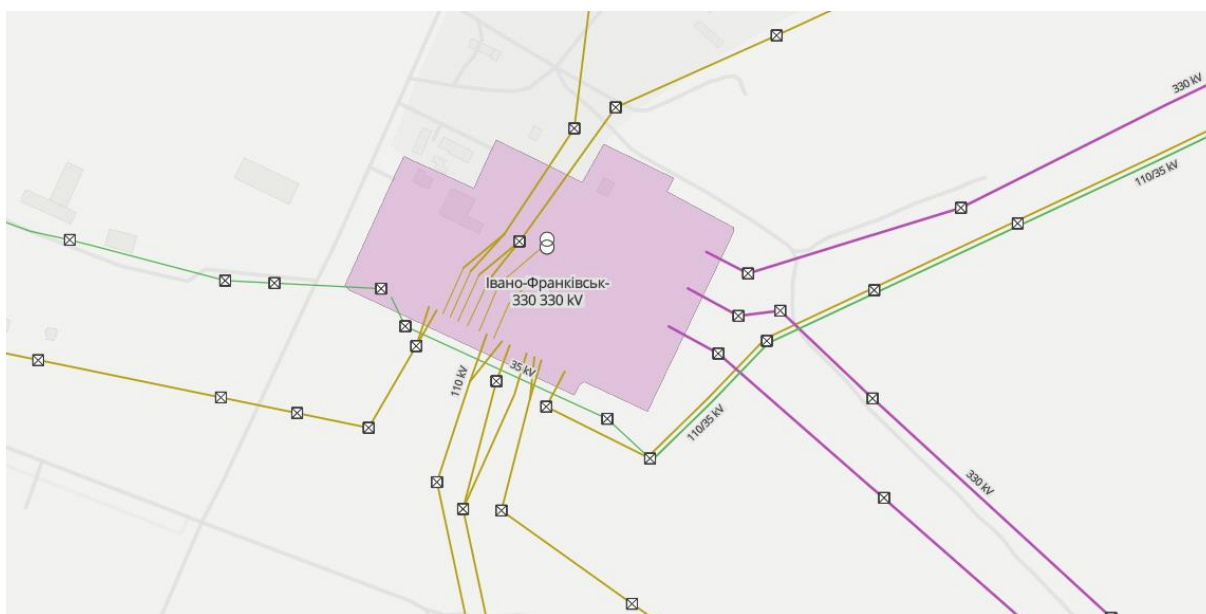 330 kV
110/35 kV
Івано-Франківськ-
330 330 kV
35 kV
110 kV
110/35 kV
330 kV